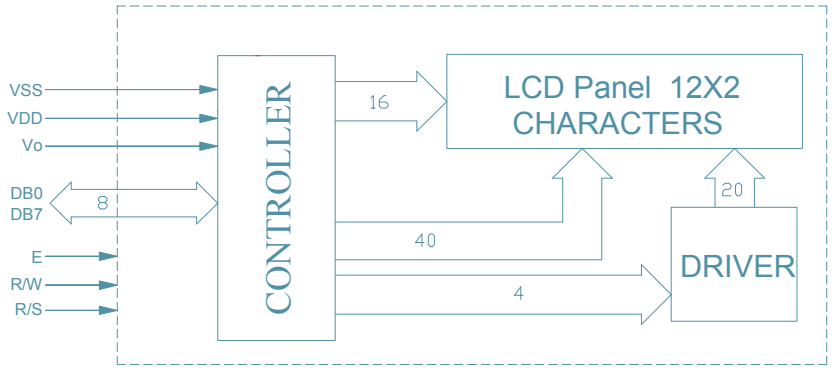 VSS
VDD
Vo
DB0
DB7
8
E
R/W
R/S
CONTROLLER
16
LCD Panel 12X2
CHARACTERS
40
20
4
DRIVER